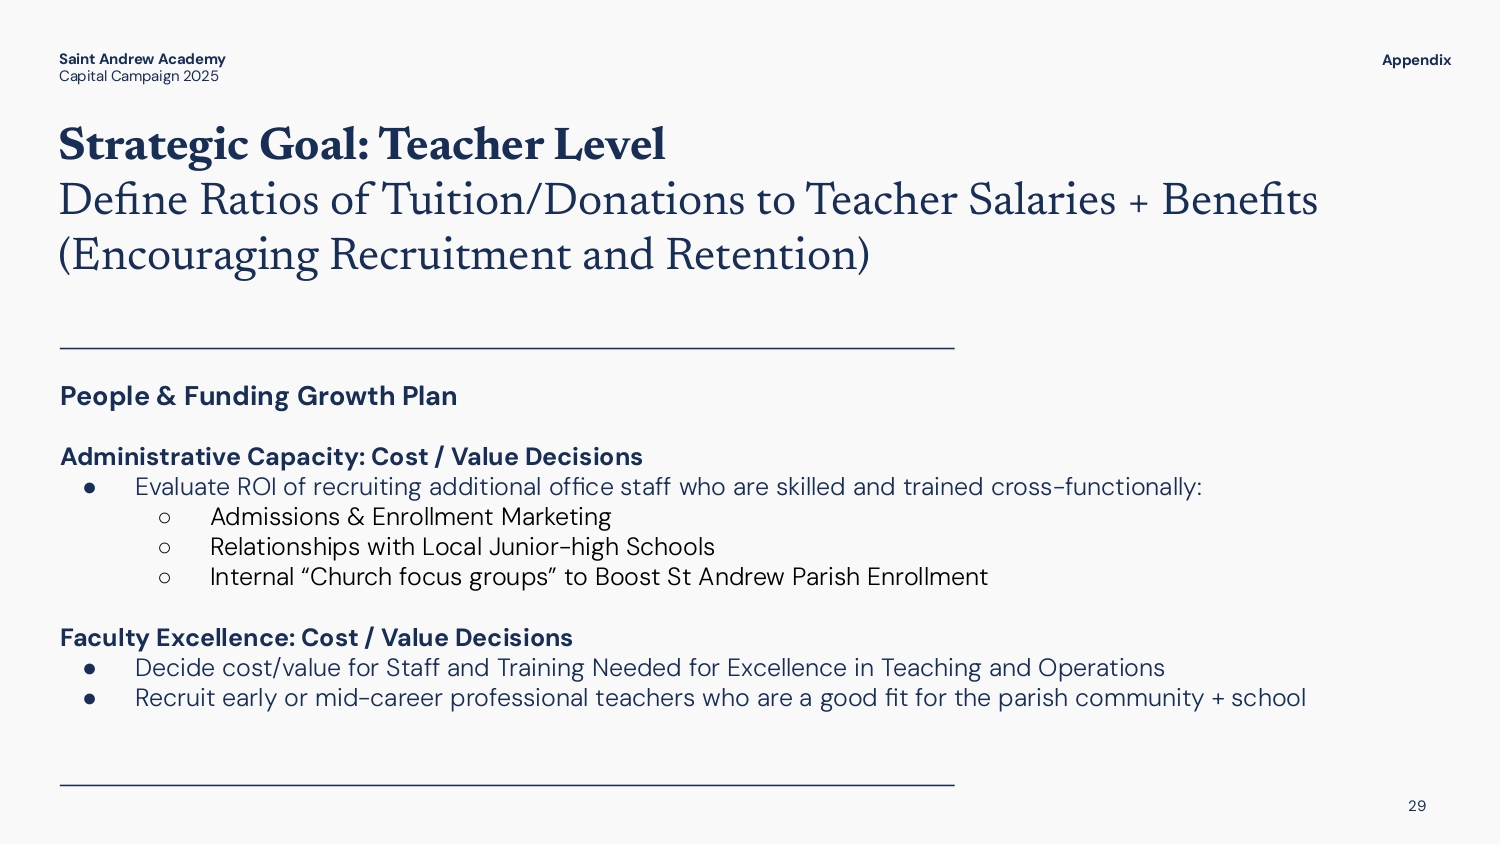 Saint Andrew Academy
Capital Campaign 2025
Appendix
Strategic Goal: Teacher Level
Define Ratios of Tuition/Donations to Teacher Salaries + Benefits
(Encouraging Recruitment and Retention)
People & Funding Growth Plan
Administrative Capacity: Cost / Value Decisions
● Evaluate ROI of recruiting additional office staff who are skilled and trained cross-functionally:
○ Admissions & Enrollment Marketing
○ Relationships with Local Junior-high Schools
○ Internal “Church focus groups” to Boost St Andrew Parish Enrollment
Faculty Excellence: Cost / Value Decisions
● Decide cost/value for Staff and Training Needed for Excellence in Teaching and Operations
● Recruit early or mid-career professional teachers who are a good fit for the parish community + school
29